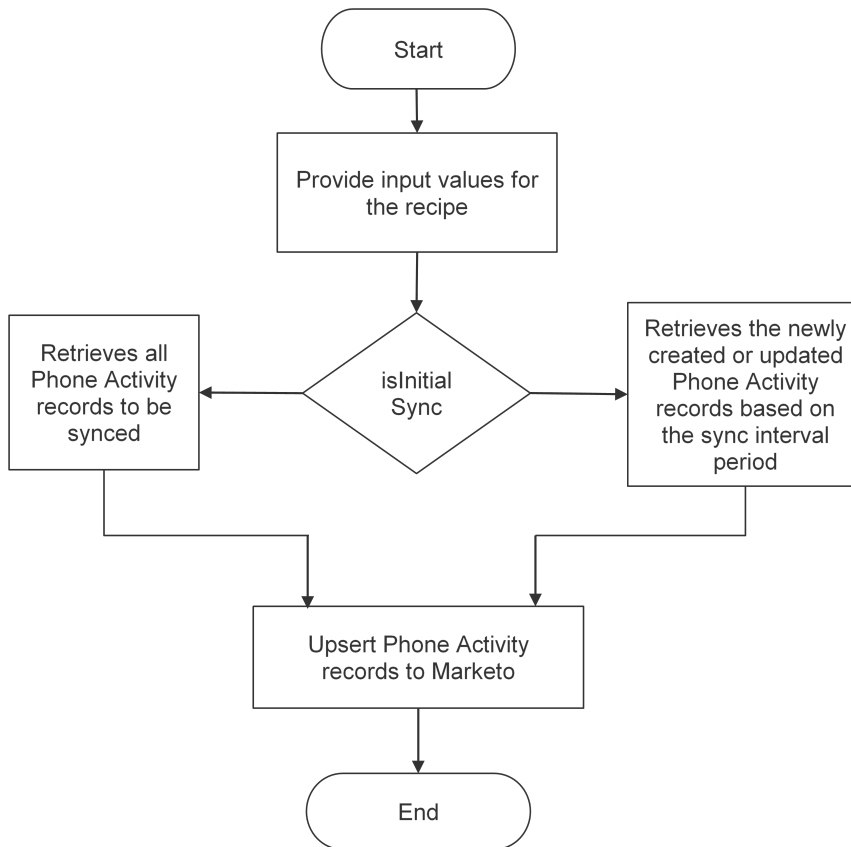 Start
Provide input values for
the recipe
isInitial
Sync
Retrieves all
Phone Activity
records to be
synced
Retrieves the newly
created or updated
Phone Activity
records based on
the sync interval
period
Upsert Phone Activity
records to Marketo
End